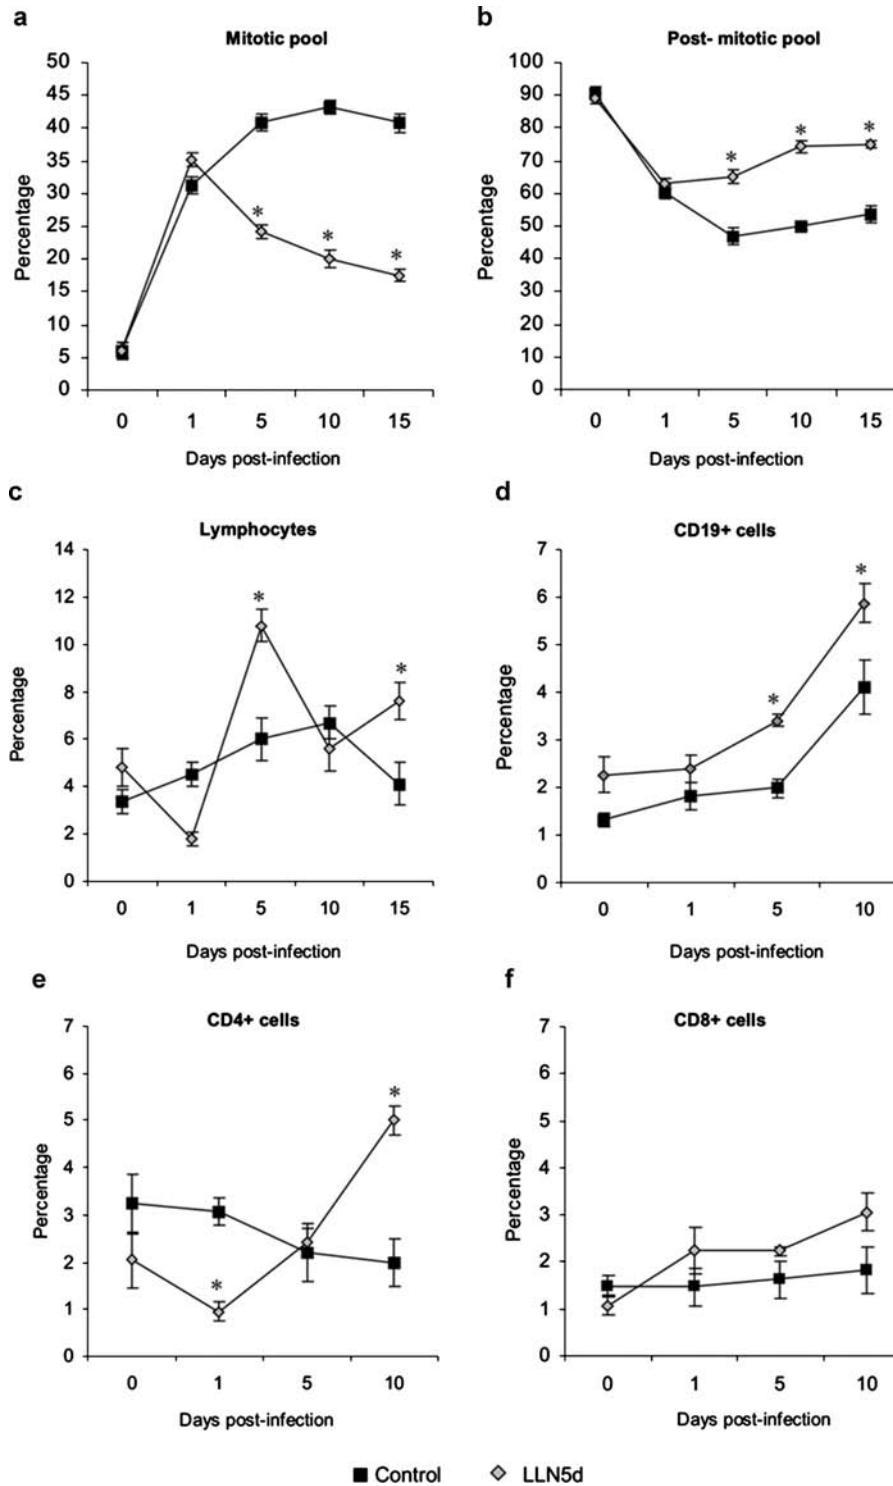 a
Mitotic pool
50
45
40
35
30
25
20
15
10
5
0
Percentage
*
*
*
0 1 5 10 15
Days post-infection
b
Post- mitotic pool
100
90
80
70
60
50
40
30
20
10
0
Percentage
*
*
*
0 1 5 10 15
Days post-infection
c
Lymphocytes
14
12
10
8
6
4
2
0
Percentage
*
*
0 1 5 10 15
Days post-infection
d
CD19+ cells
7
6
5
4
3
2
1
0
Percentage
*
*
0 1 5 10
Days post-infection
e
CD4+ cells
7
6
5
4
3
2
1
0
Percentage
*
*
0 1 5 10
Days post-infection
f
CD8+ cells
7
6
5
4
3
2
1
0
Percentage
0 1 5 10
Days post-infection
Control LLN5d